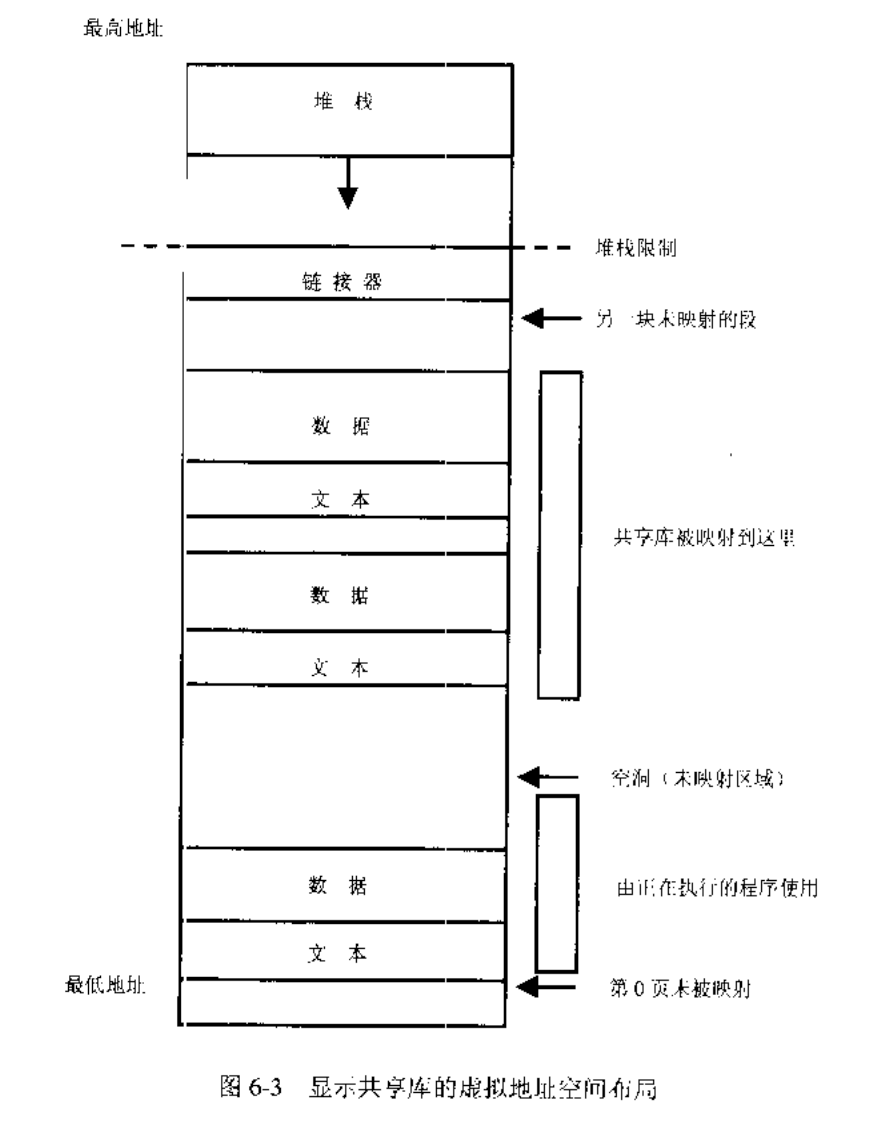 最高地址
堆 栈
堆栈限制
链 接 器
另一块未映射的段
数 据
文 本
共享库被映射到这里
数 据
文 本
空洞（未映射区域）
数 据
由正在执行的程序使用
文 本
最低地址
第 0 页未被映射
图 6-3 显示共享库的虚拟地址空间布局